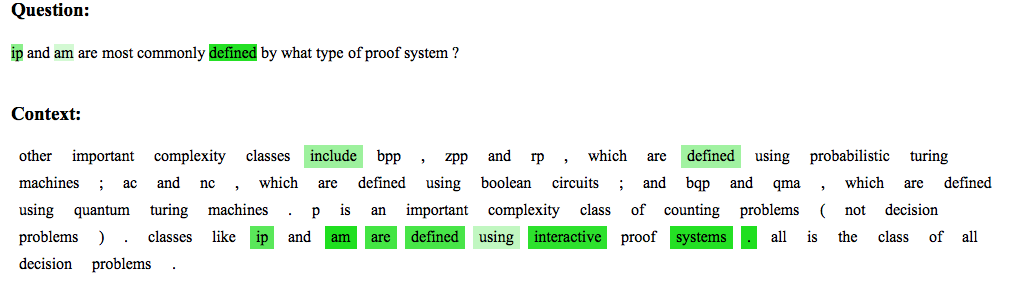 Question:
ip and am are most commonly defined by what type of proof system ?
Context:
other important complexity classes include bpp , zpp and rp , which are defined using probabilistic turing
machines ; ac and nc , which are defined using boolean circuits ; and bqp and qma , which are defined
using quantum turing machines . p is an important complexity class of counting problems ( not decision
problems ) . classes like ip and am are defined using interactive proof systems . all is the class of all
decision problems .